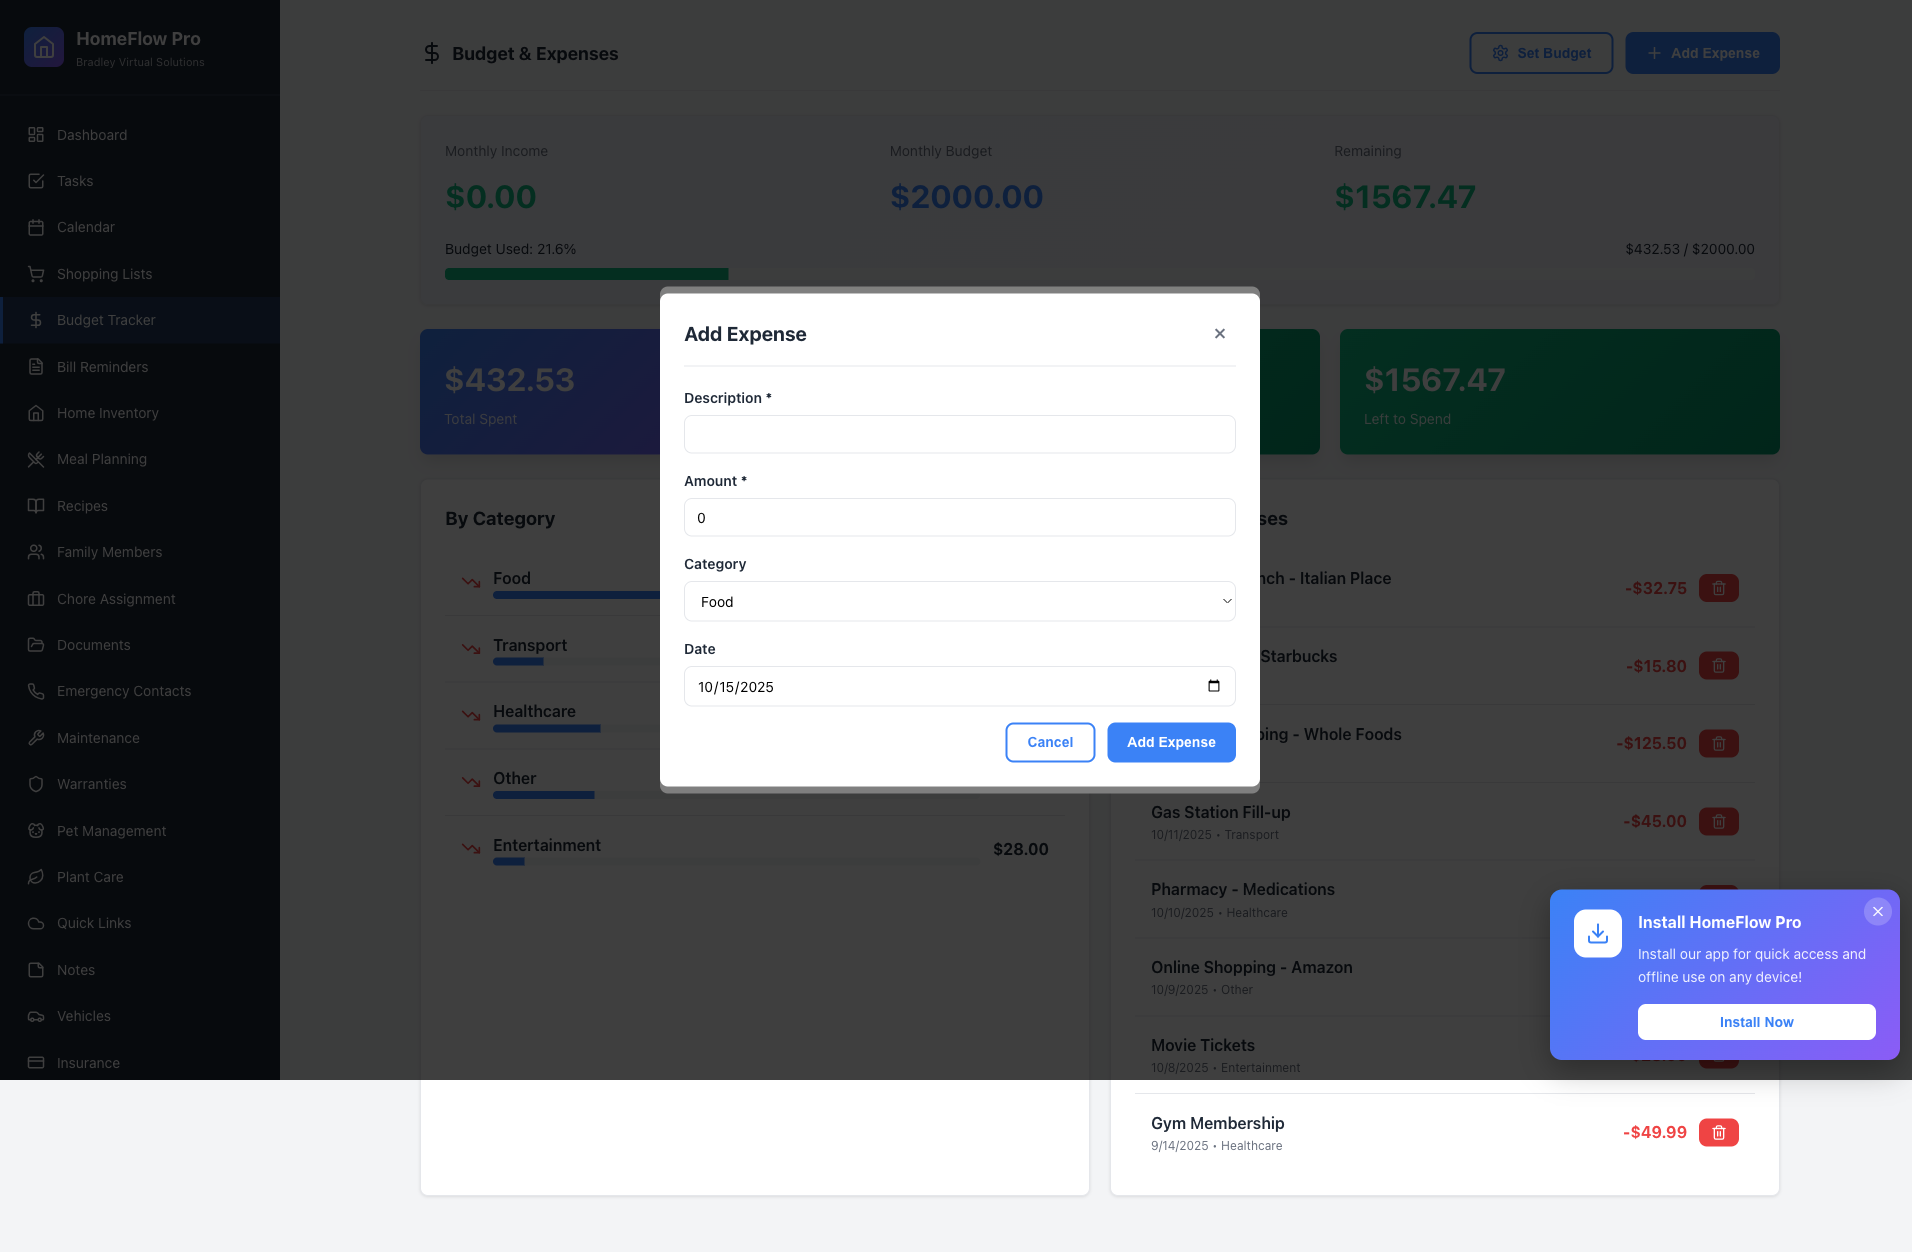 HomeFlow Pro
Bradley Virtual Solutions
Dashboard
Tasks
Calendar
Shopping Lists
Budget Tracker
Bill Reminders
Home Inventory
Meal Planning
Recipes
Family Members
Chore Assignment
Documents
Emergency Contacts
Maintenance
Warranties
Pet Management
Plant Care
Quick Links
Notes
Vehicles
Insurance
Budget & Expenses
Set Budget
Add Expense
Monthly Income
$0.00
Monthly Budget
$2000.00
Remaining
$1567.47
Budget Used: 21.6%
$432.53 / $2000.00
$432.53
Total Spent
$1567.47
Left to Spend
Add Expense
Description *
Amount *
0
Category
Food
Date
10/15/2025
Cancel
Add Expense
By Category
Food
Transport
Healthcare
Other
Entertainment
$28.00
- Italian Place
-$32.75
Starbucks
-$15.80
- Whole Foods
-$125.50
Gas Station Fill-up
10/11/2025 • Transport
-$45.00
Pharmacy - Medications
10/10/2025 • Healthcare
Online Shopping - Amazon
10/9/2025 • Other
Movie Tickets
10/8/2025 • Entertainment
Gym Membership
9/14/2025 • Healthcare
-$49.99
Install HomeFlow Pro
Install our app for quick access and
offline use on any device!
Install Now